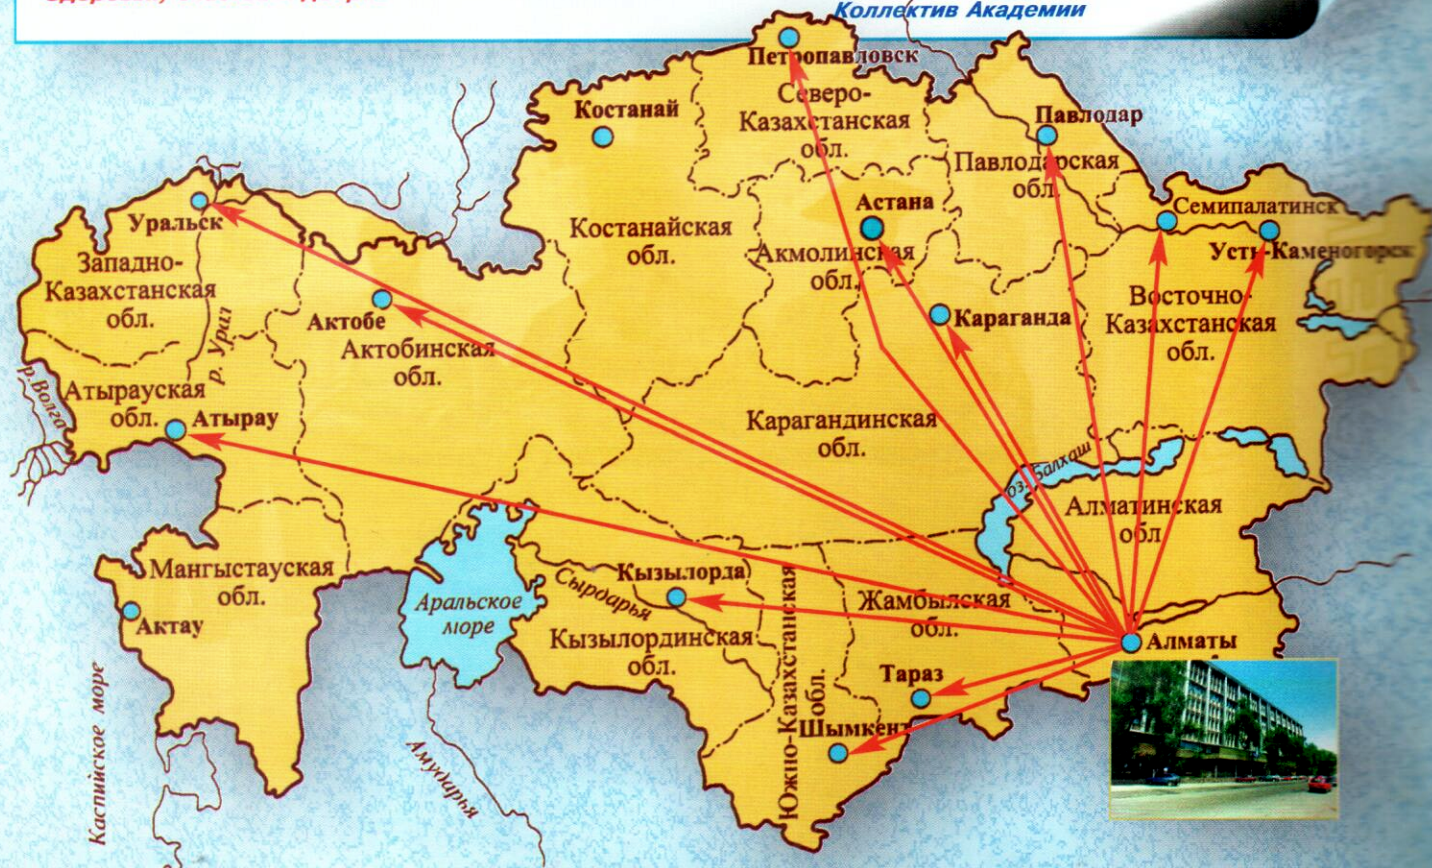 Коллектив Академии
Петропавловск
Северо-
Казахстанская
обл.
Костанай
Павлодар
Павлодарская
обл.
Астана
Семипалатинск
Усть-Каменогорск
Уральск
Костанайская
обл.
Акмолинская
обл.
Западно-
Казахстанская
обл.
Восточно-
Казахстанская
обл.
Актобе
Караганда
р. Урал
Актобинская
обл.
р. Волга
Атырауская
обл.
Атырау
Карагандинская
обл.
оз. Балхаш
Алматинская
обл.
Мангыстауская
обл.
Кызылорда
Сырдарья
Аральское
море
Жамбылская
обл.
Актау
Кызылординская
обл.
Южно-Казахстанская
обл.
Алматы
Тараз
Шымкент
Каспийское море
Амударья